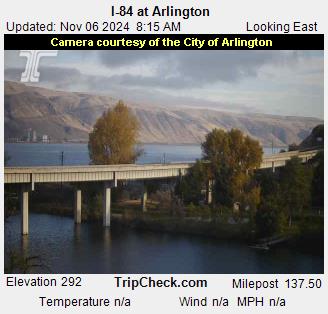 I-84 at Arlington
Updated: Nov 06 2024 8:15 AM Looking East
Camera courtesy of the City of Arlington
Elevation 292 TripCheck.com Milepost 137.50
Temperature n/a Wind n/a MPH n/a